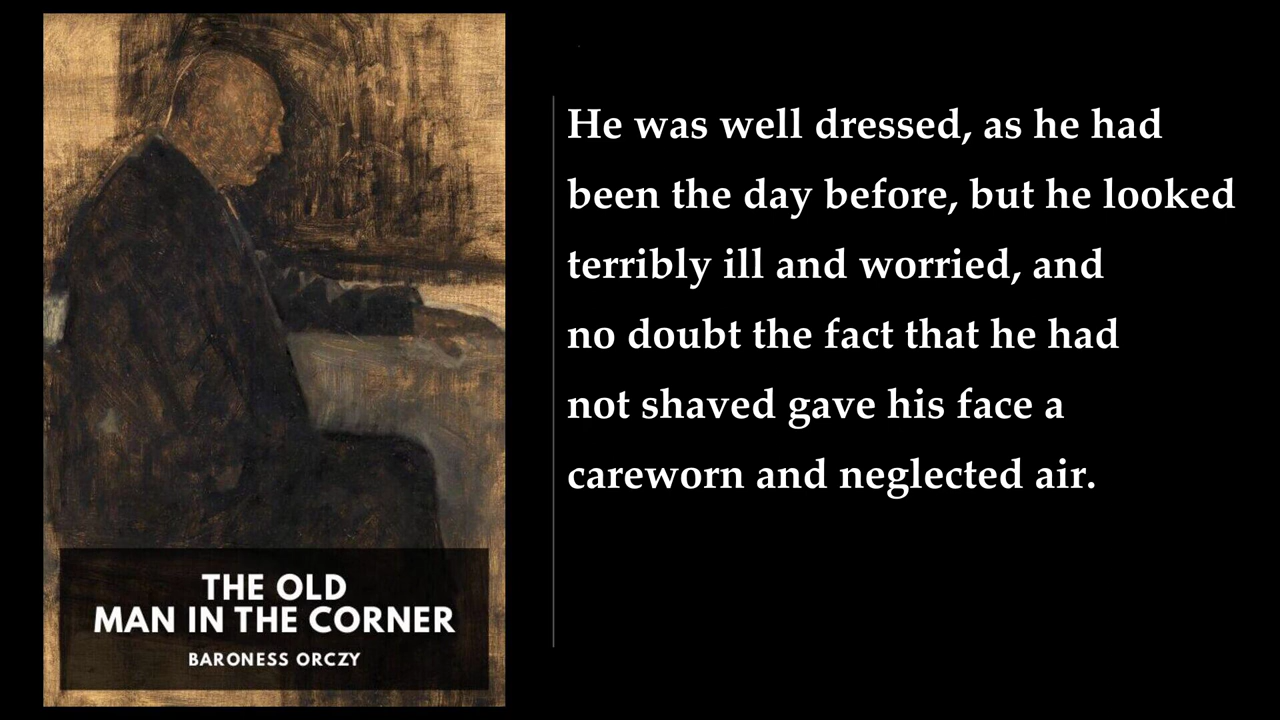 THE OLD
MAN IN THE CORNER
BARONESS ORCZY
He was well dressed, as he had
been the day before, but he looked
terribly ill and worried, and
no doubt the fact that he had
not shaved gave his face a
careworn and neglected air.